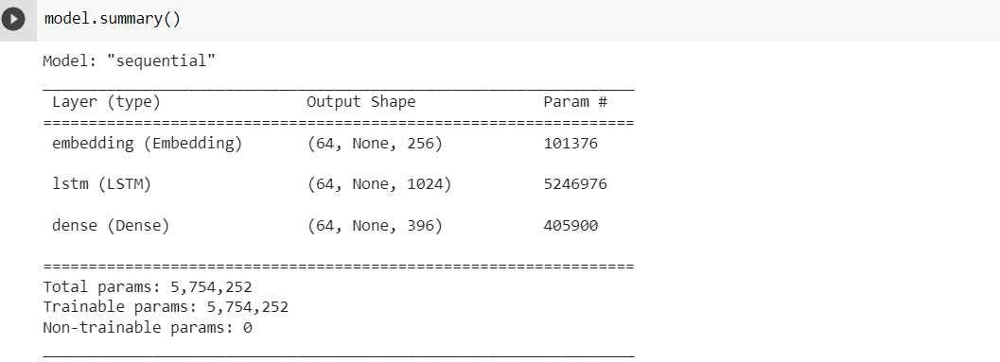 model.summary()
Model: "sequential"
_________________________________________________________________
Layer (type) Output Shape Param #
=================================================================
embedding (Embedding) (64, None, 256) 101376
lstm (LSTM) (64, None, 1024) 5246976
dense (Dense) (64, None, 396) 405900
=================================================================
Total params: 5,754,252
Trainable params: 5,754,252
Non-trainable params: 0
_________________________________________________________________